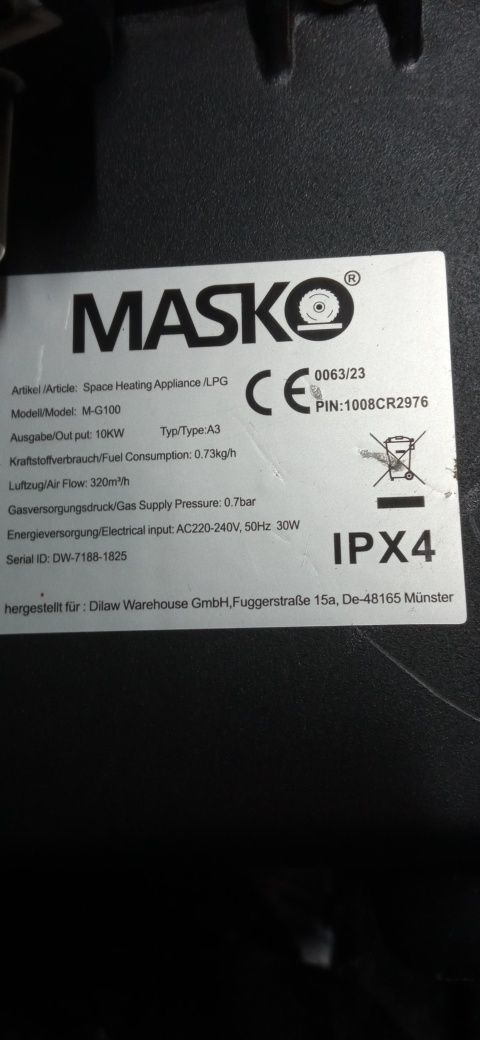 MASKO®
Artikel/Article: Space Heating Appliance /LPG
CE 0063/23
Modell/Model: M-G100
PIN:1008CR2976
Ausgabe/Out put: 10KW Typ/Type:A3
Kraftstoffverbrauch/Fuel Consumption: 0.73kg/h
Luftzug/Air Flow: 320m³/h
Gasversorgungsdruck/Gas Supply Pressure: 0.7bar
Energieversorgung/Electrical input: AC220-240V, 50Hz 30W
Serial ID: DW-7188-1825
IPX4
hergestellt für : Dilaw Warehouse GmbH,Fuggerstraße 15a, De-48165 Münster